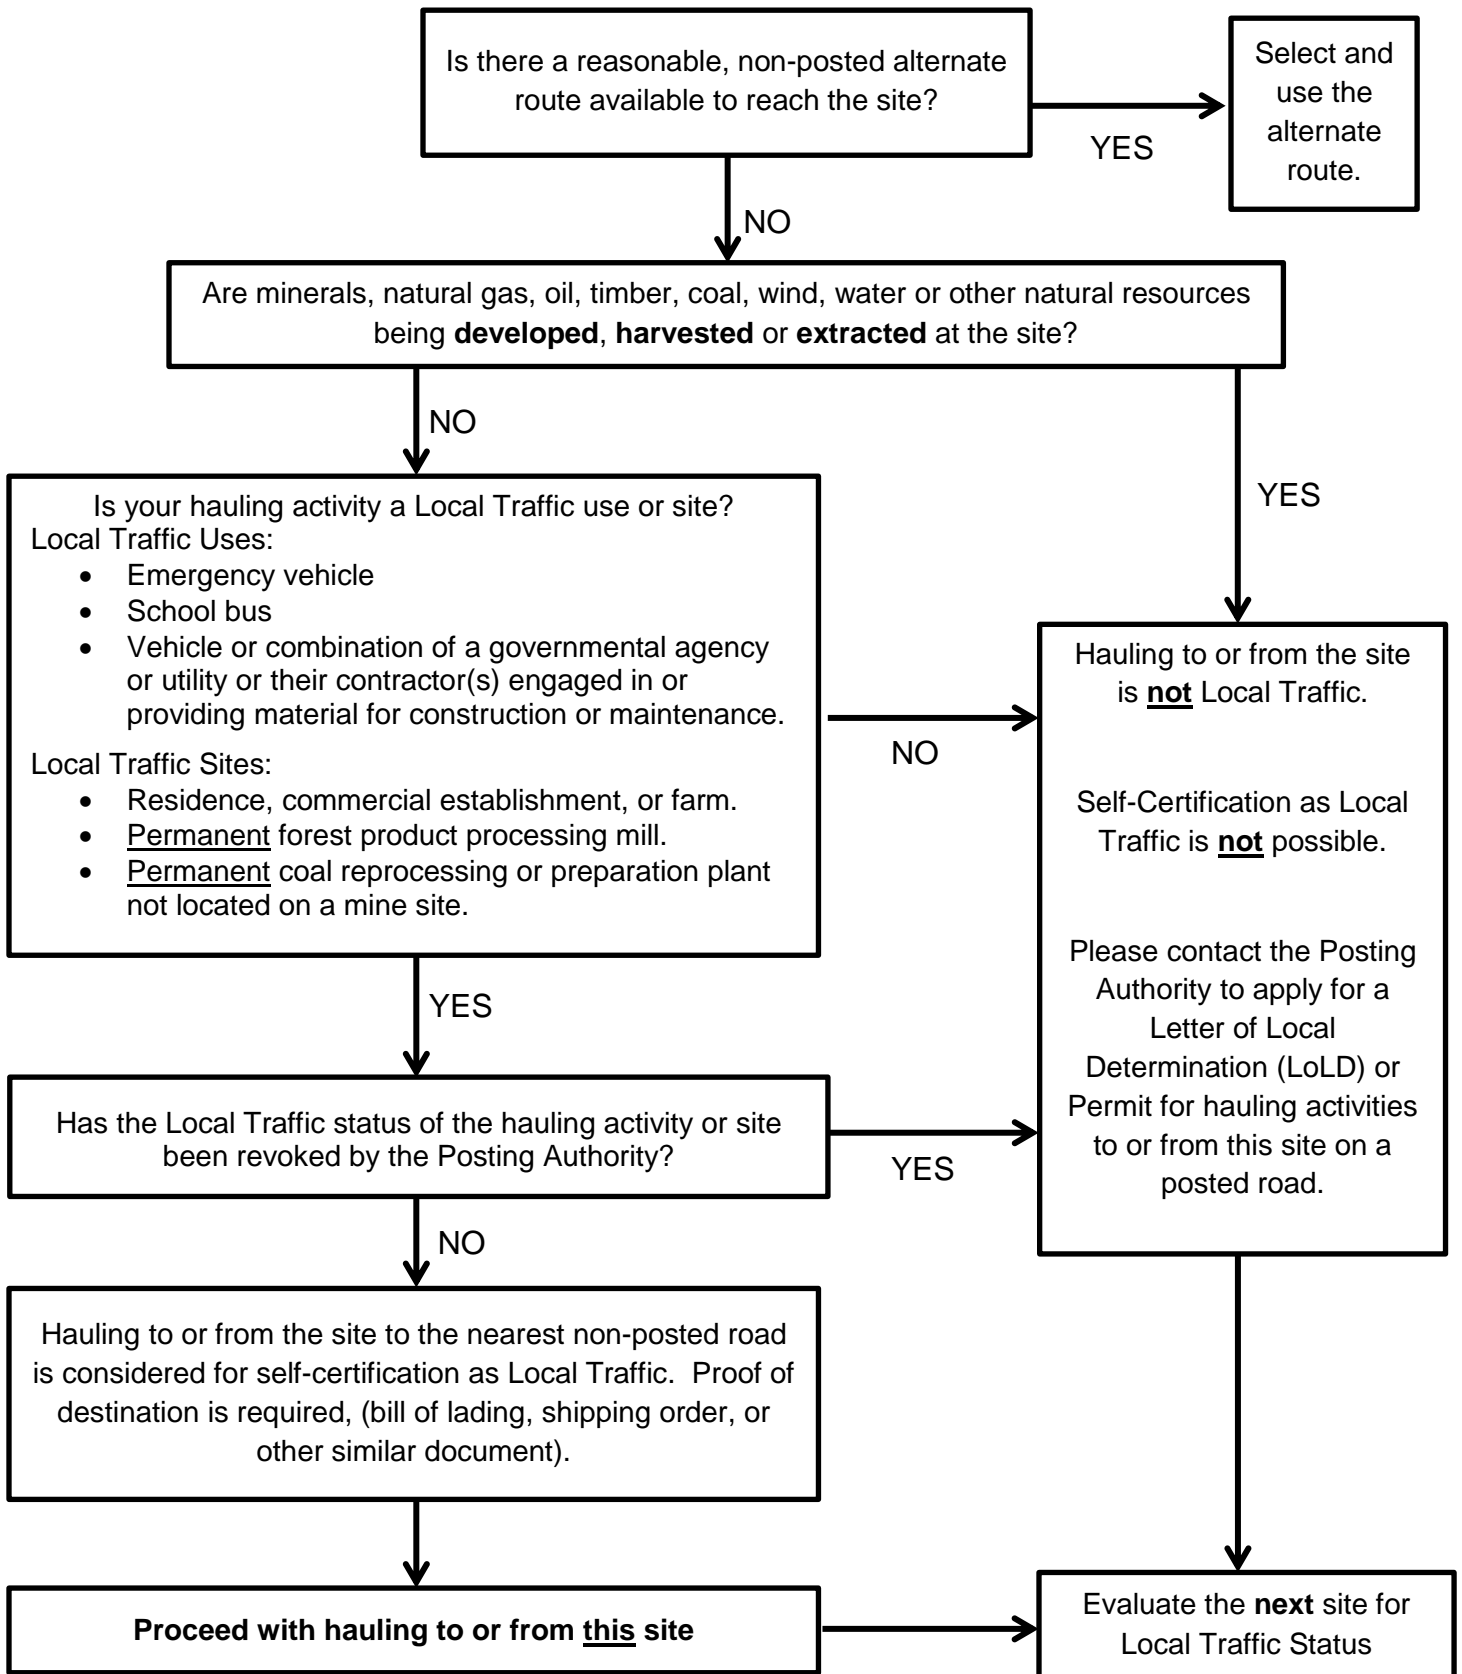 Is there a reasonable, non-posted alternate
route available to reach the site?
YES
Select and
use the
alternate
route.
NO
Are minerals, natural gas, oil, timber, coal, wind, water or other natural resources
being developed, harvested or extracted at the site?
NO
YES
Is your hauling activity a Local Traffic use or site?
Local Traffic Uses:
• Emergency vehicle
• School bus
• Vehicle or combination of a governmental agency
or utility or their contractor(s) engaged in or
providing material for construction or maintenance.
Local Traffic Sites:
• Residence, commercial establishment, or farm.
• Permanent forest product processing mill.
• Permanent coal reprocessing or preparation plant
not located on a mine site.
NO
Hauling to or from the site
is not Local Traffic.
Self-Certification as Local
Traffic is not possible.
Please contact the Posting
Authority to apply for a
Letter of Local
Determination (LoLD) or
Permit for hauling activities
to or from this site on a
posted road.
YES
Has the Local Traffic status of the hauling activity or site
been revoked by the Posting Authority?
YES
NO
Hauling to or from the site to the nearest non-posted road
is considered for self-certification as Local Traffic.  Proof of
destination is required, (bill of lading, shipping order, or
other similar document).
Proceed with hauling to or from this site
Evaluate the next site for
Local Traffic Status